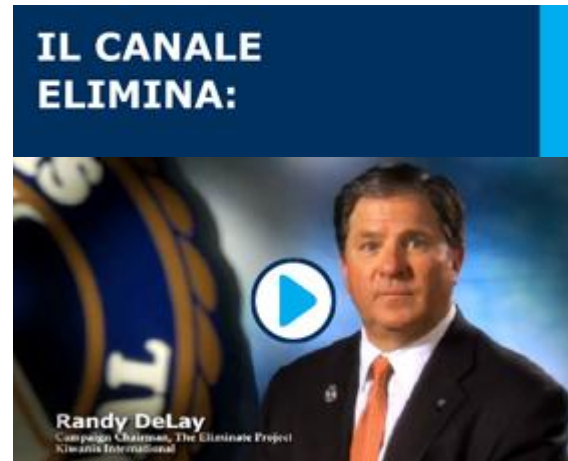 IL CANALE
ELIMINA:
Randy DeLay
Campaign Chairman, The Eliminate Project
Kiwanis International